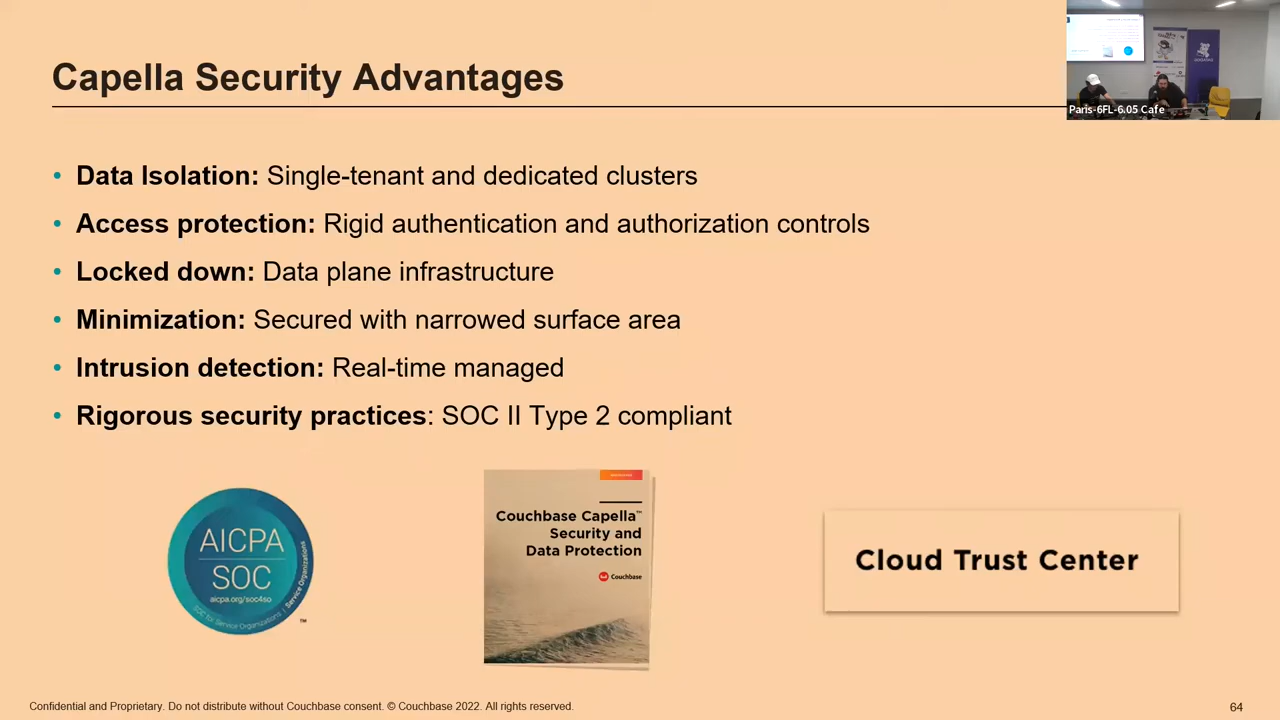 Capella Security Advantages
Paris-6FL-6.05 Cafe
• Data Isolation: Single-tenant and dedicated clusters
• Access protection: Rigid authentication and authorization controls
• Locked down: Data plane infrastructure
• Minimization: Secured with narrowed surface area
• Intrusion detection: Real-time managed
• Rigorous security practices: SOC II Type 2 compliant
AICPA
SOC
aicpa.org/soc4so
SOC for Service Organizations | Service Organizations
™
Couchbase Capella™
Security and
Data Protection
Couchbase
Cloud Trust Center
Confidential and Proprietary. Do not distribute without Couchbase consent. © Couchbase 2022. All rights reserved.
64